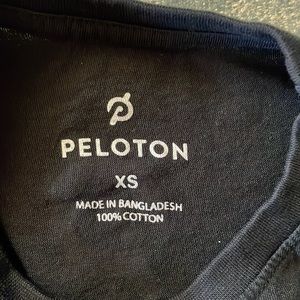 PELOTON
XS
MADE IN BANGLADESH
100% COTTON